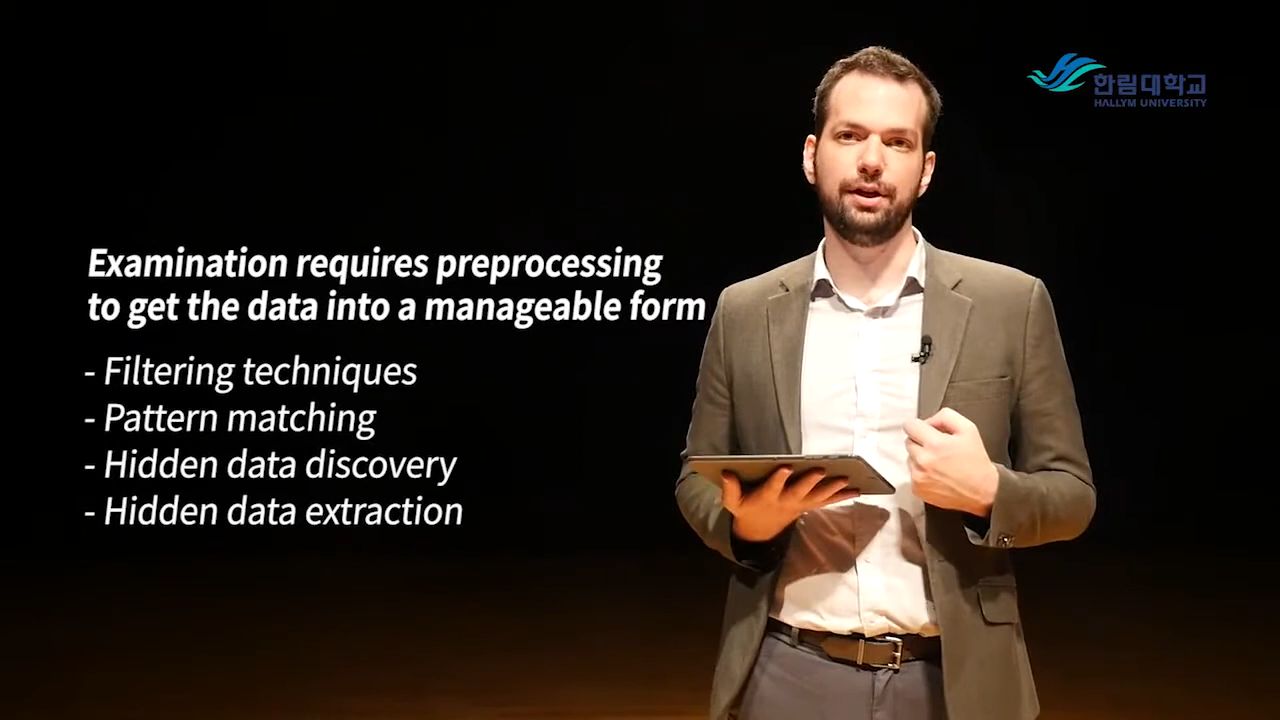 한림대학교
HALLYM UNIVERSITY
Examination requires preprocessing
to get the data into a manageable form
- Filtering techniques
- Pattern matching
- Hidden data discovery
- Hidden data extraction